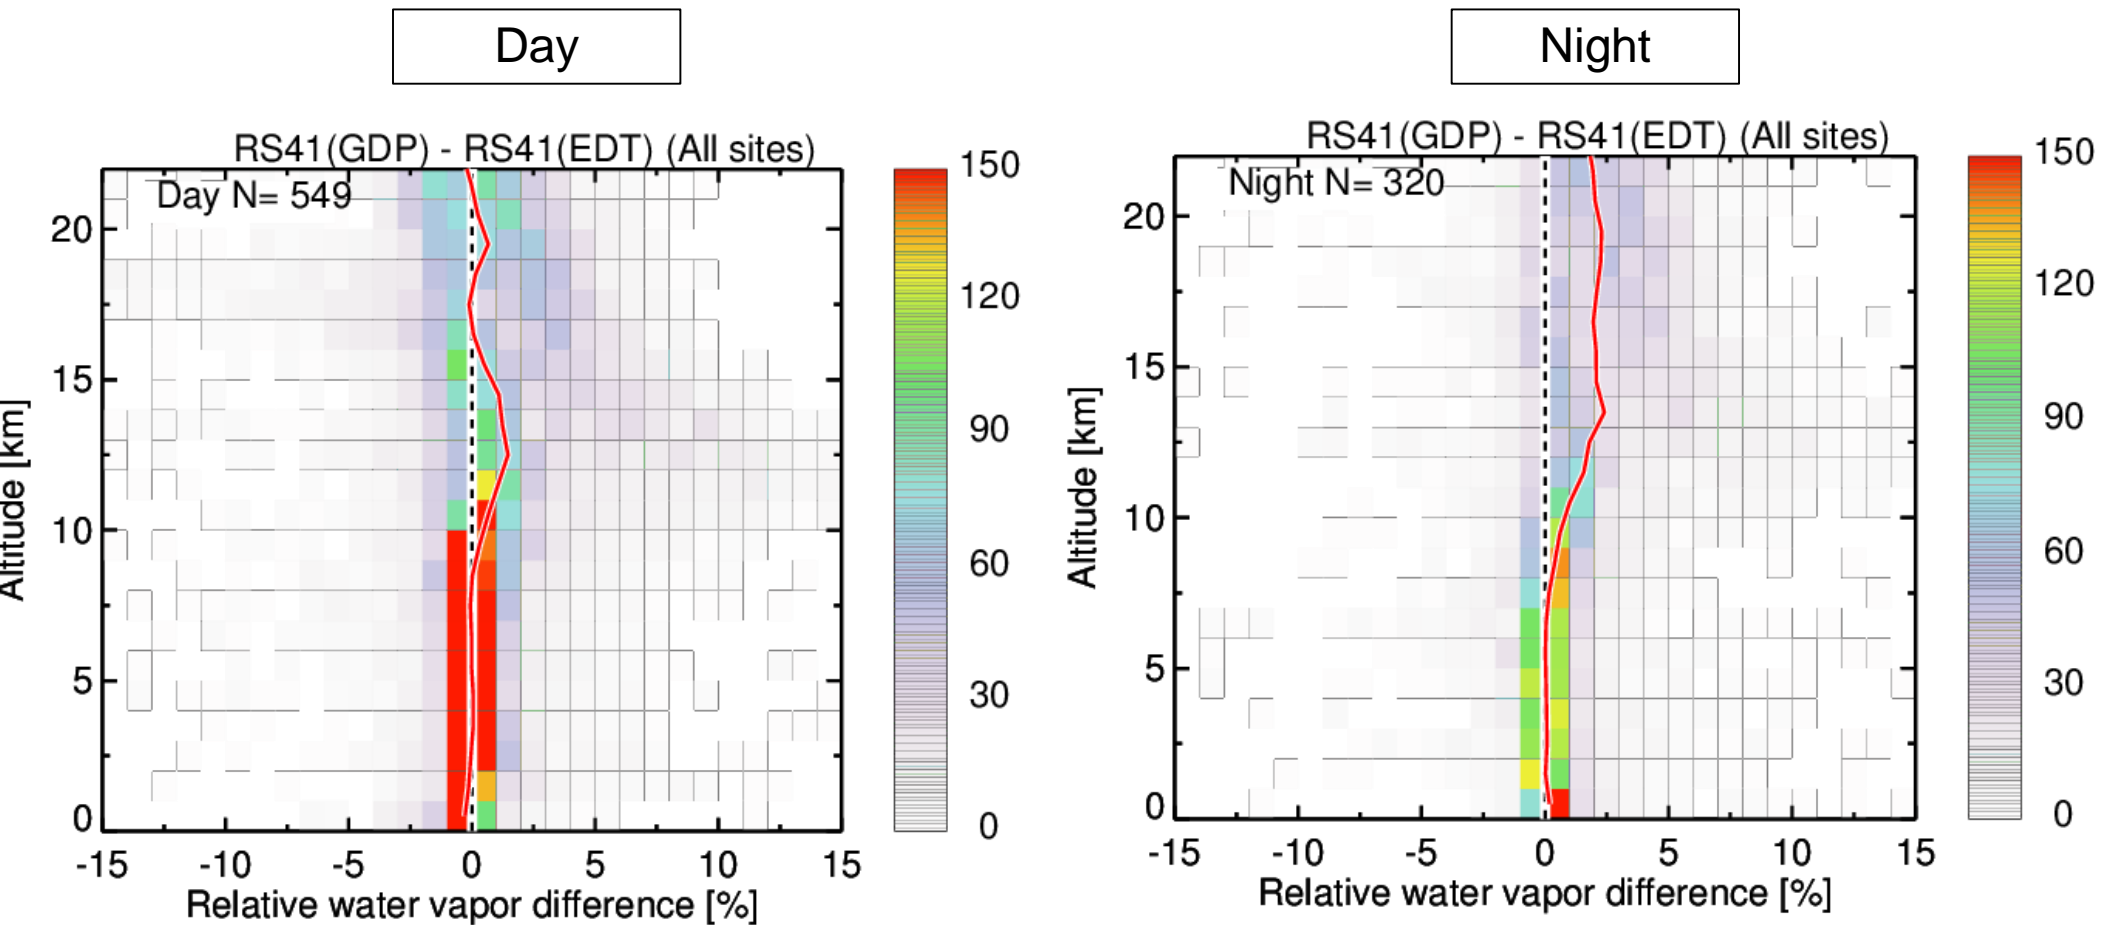 Day
RS41(GDP) - RS41(EDT) (All sites)
Day N= 549
20
15
10
5
0
Altitude [km]
-15 -10 -5 0 5 10 15
Relative water vapor difference [%]
150
120
90
60
30
0
Night
RS41(GDP) - RS41(EDT) (All sites)
Night N= 320
20
15
10
5
0
Altitude [km]
-15 -10 -5 0 5 10 15
Relative water vapor difference [%]
150
120
90
60
30
0